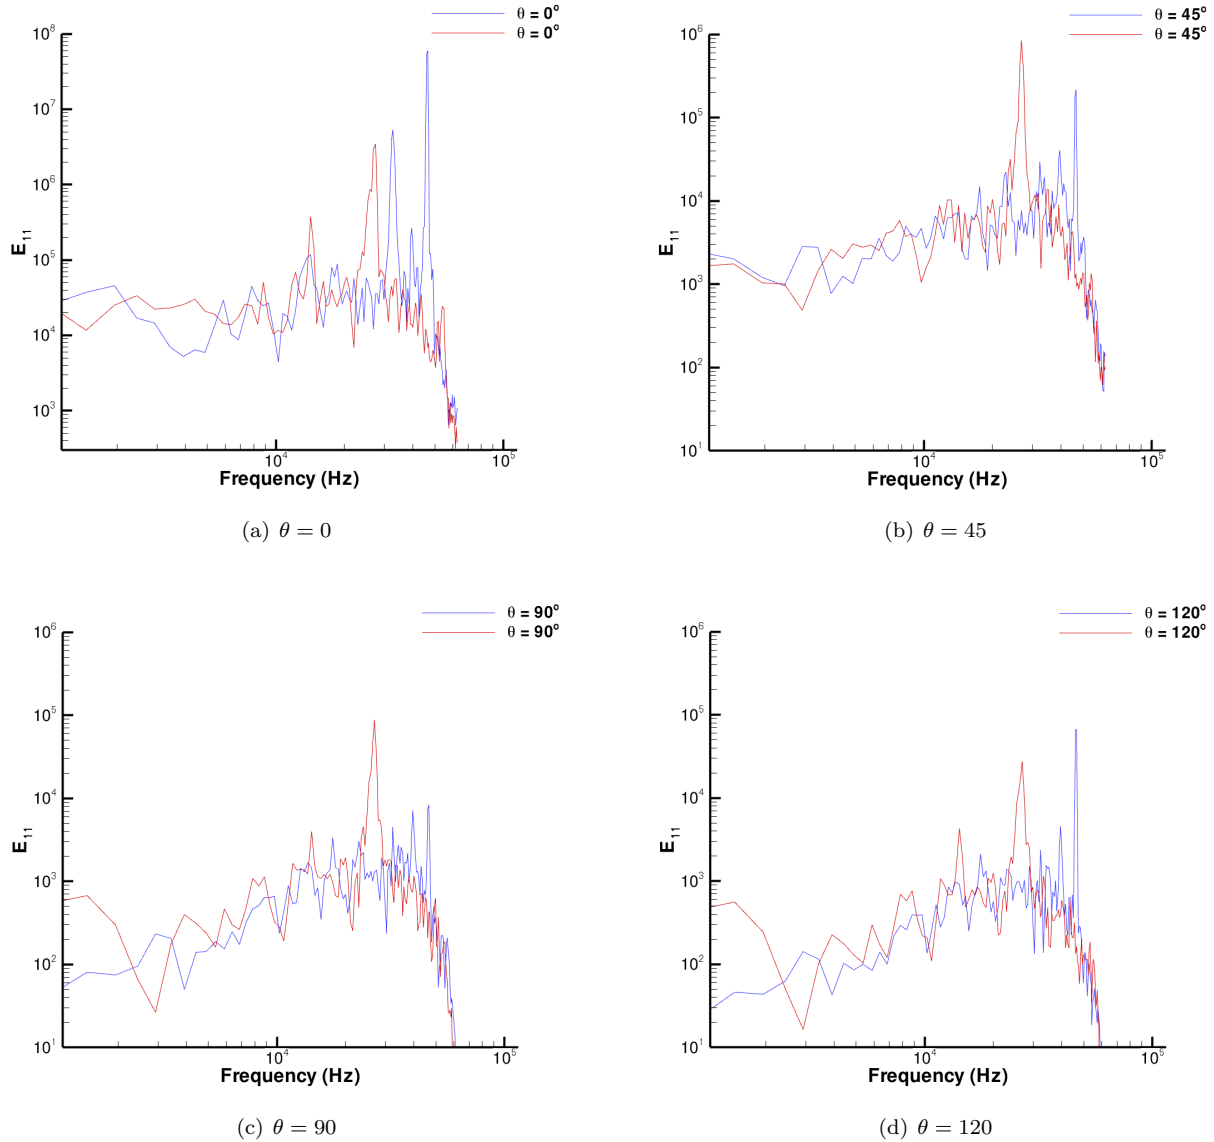 θ = 0°
θ = 0°
10⁸
10⁷
10⁶
10⁵
10⁴
10³
E₁₁
10⁴
10⁵
Frequency (Hz)
(a) θ = 0
θ = 45°
θ = 45°
10⁶
10⁵
10⁴
10³
10²
10¹
E₁₁
10⁴
10⁵
Frequency (Hz)
(b) θ = 45
θ = 90°
θ = 90°
10⁶
10⁵
10⁴
10³
10²
10¹
E₁₁
10⁴
10⁵
Frequency (Hz)
(c) θ = 90
θ = 120°
θ = 120°
10⁶
10⁵
10⁴
10³
10²
10¹
E₁₁
10⁴
10⁵
Frequency (Hz)
(d) θ = 120